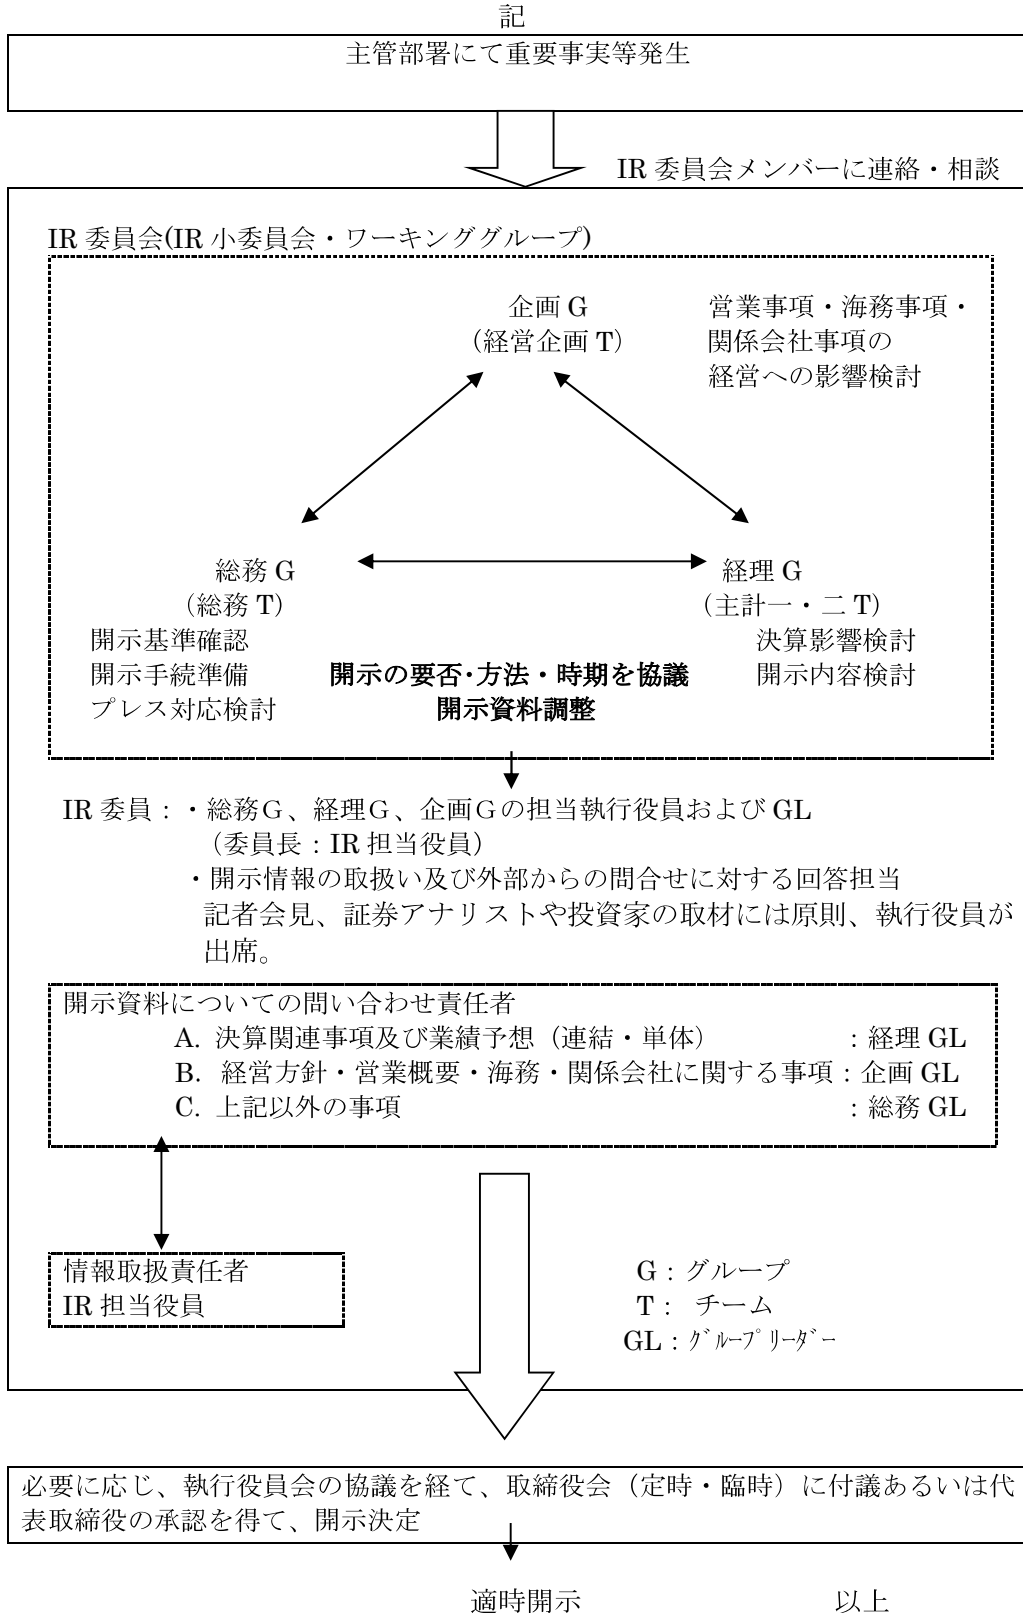 記
主管部署にて重要事実等発生
IR 委員会メンバーに連絡・相談
IR 委員会(IR 小委員会・ワーキンググループ)
企画 G
（経営企画 T）
営業事項・海務事項・
関係会社事項の
経営への影響検討
総務 G
（総務 T）
開示基準確認
開示手続準備
プレス対応検討
経理 G
（主計一・二 T）
決算影響検討
開示内容検討
開示の要否・方法・時期を協議
開示資料調整
IR 委員：・総務Ｇ、経理Ｇ、企画Ｇの担当執行役員および GL
（委員長：IR 担当役員）
・開示情報の取扱い及び外部からの問合せに対する回答担当
記者会見、証券アナリストや投資家の取材には原則、執行役員が
出席。
開示資料についての問い合わせ責任者
A. 決算関連事項及び業績予想（連結・単体）：経理 GL
B. 経営方針・営業概要・海務・関係会社に関する事項：企画 GL
C. 上記以外の事項：総務 GL
情報取扱責任者
IR 担当役員
G：グループ
T： チーム
GL：ｸﾞﾙｰﾌﾟﾘｰﾀﾞｰ
必要に応じ、執行役員会の協議を経て、取締役会（定時・臨時）に付議あるいは代
表取締役の承認を得て、開示決定
適時開示
以上